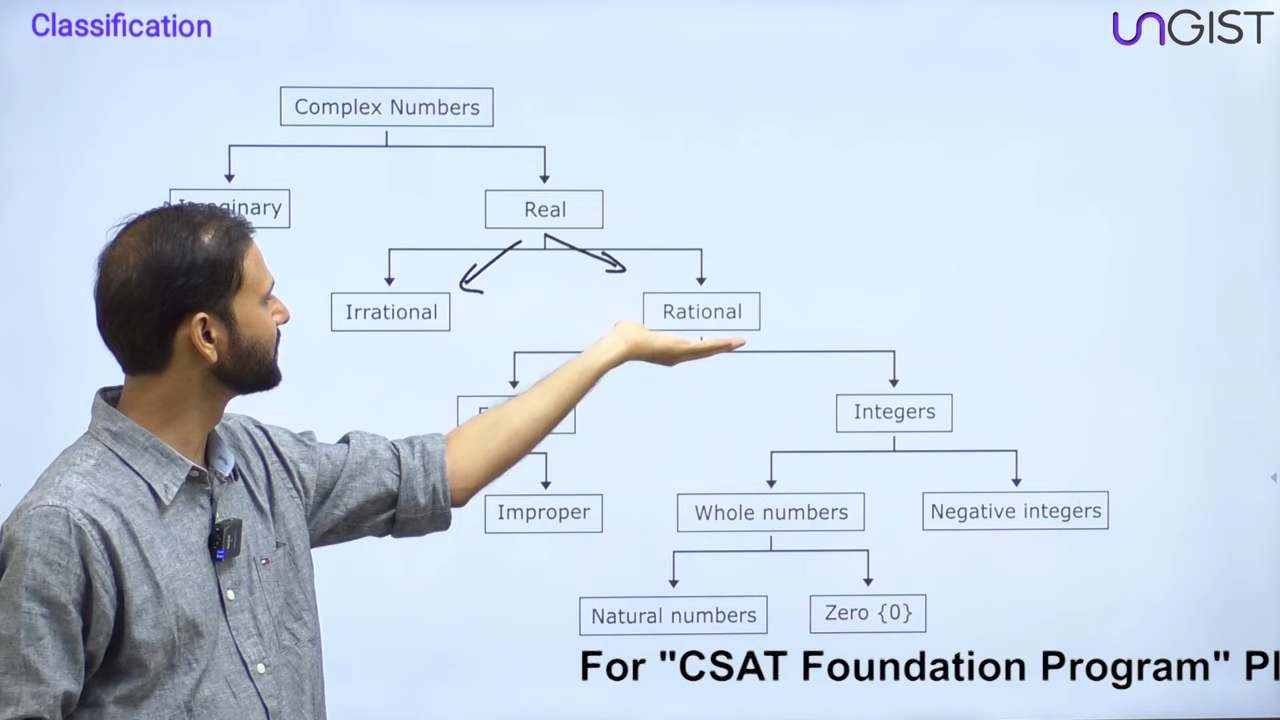 Classification
UNGIST
Complex Numbers
Imaginary
Real
Irrational
Rational
Integers
Improper
Whole numbers
Negative integers
Natural numbers
Zero {0}
For "CSAT Foundation Program" Pl